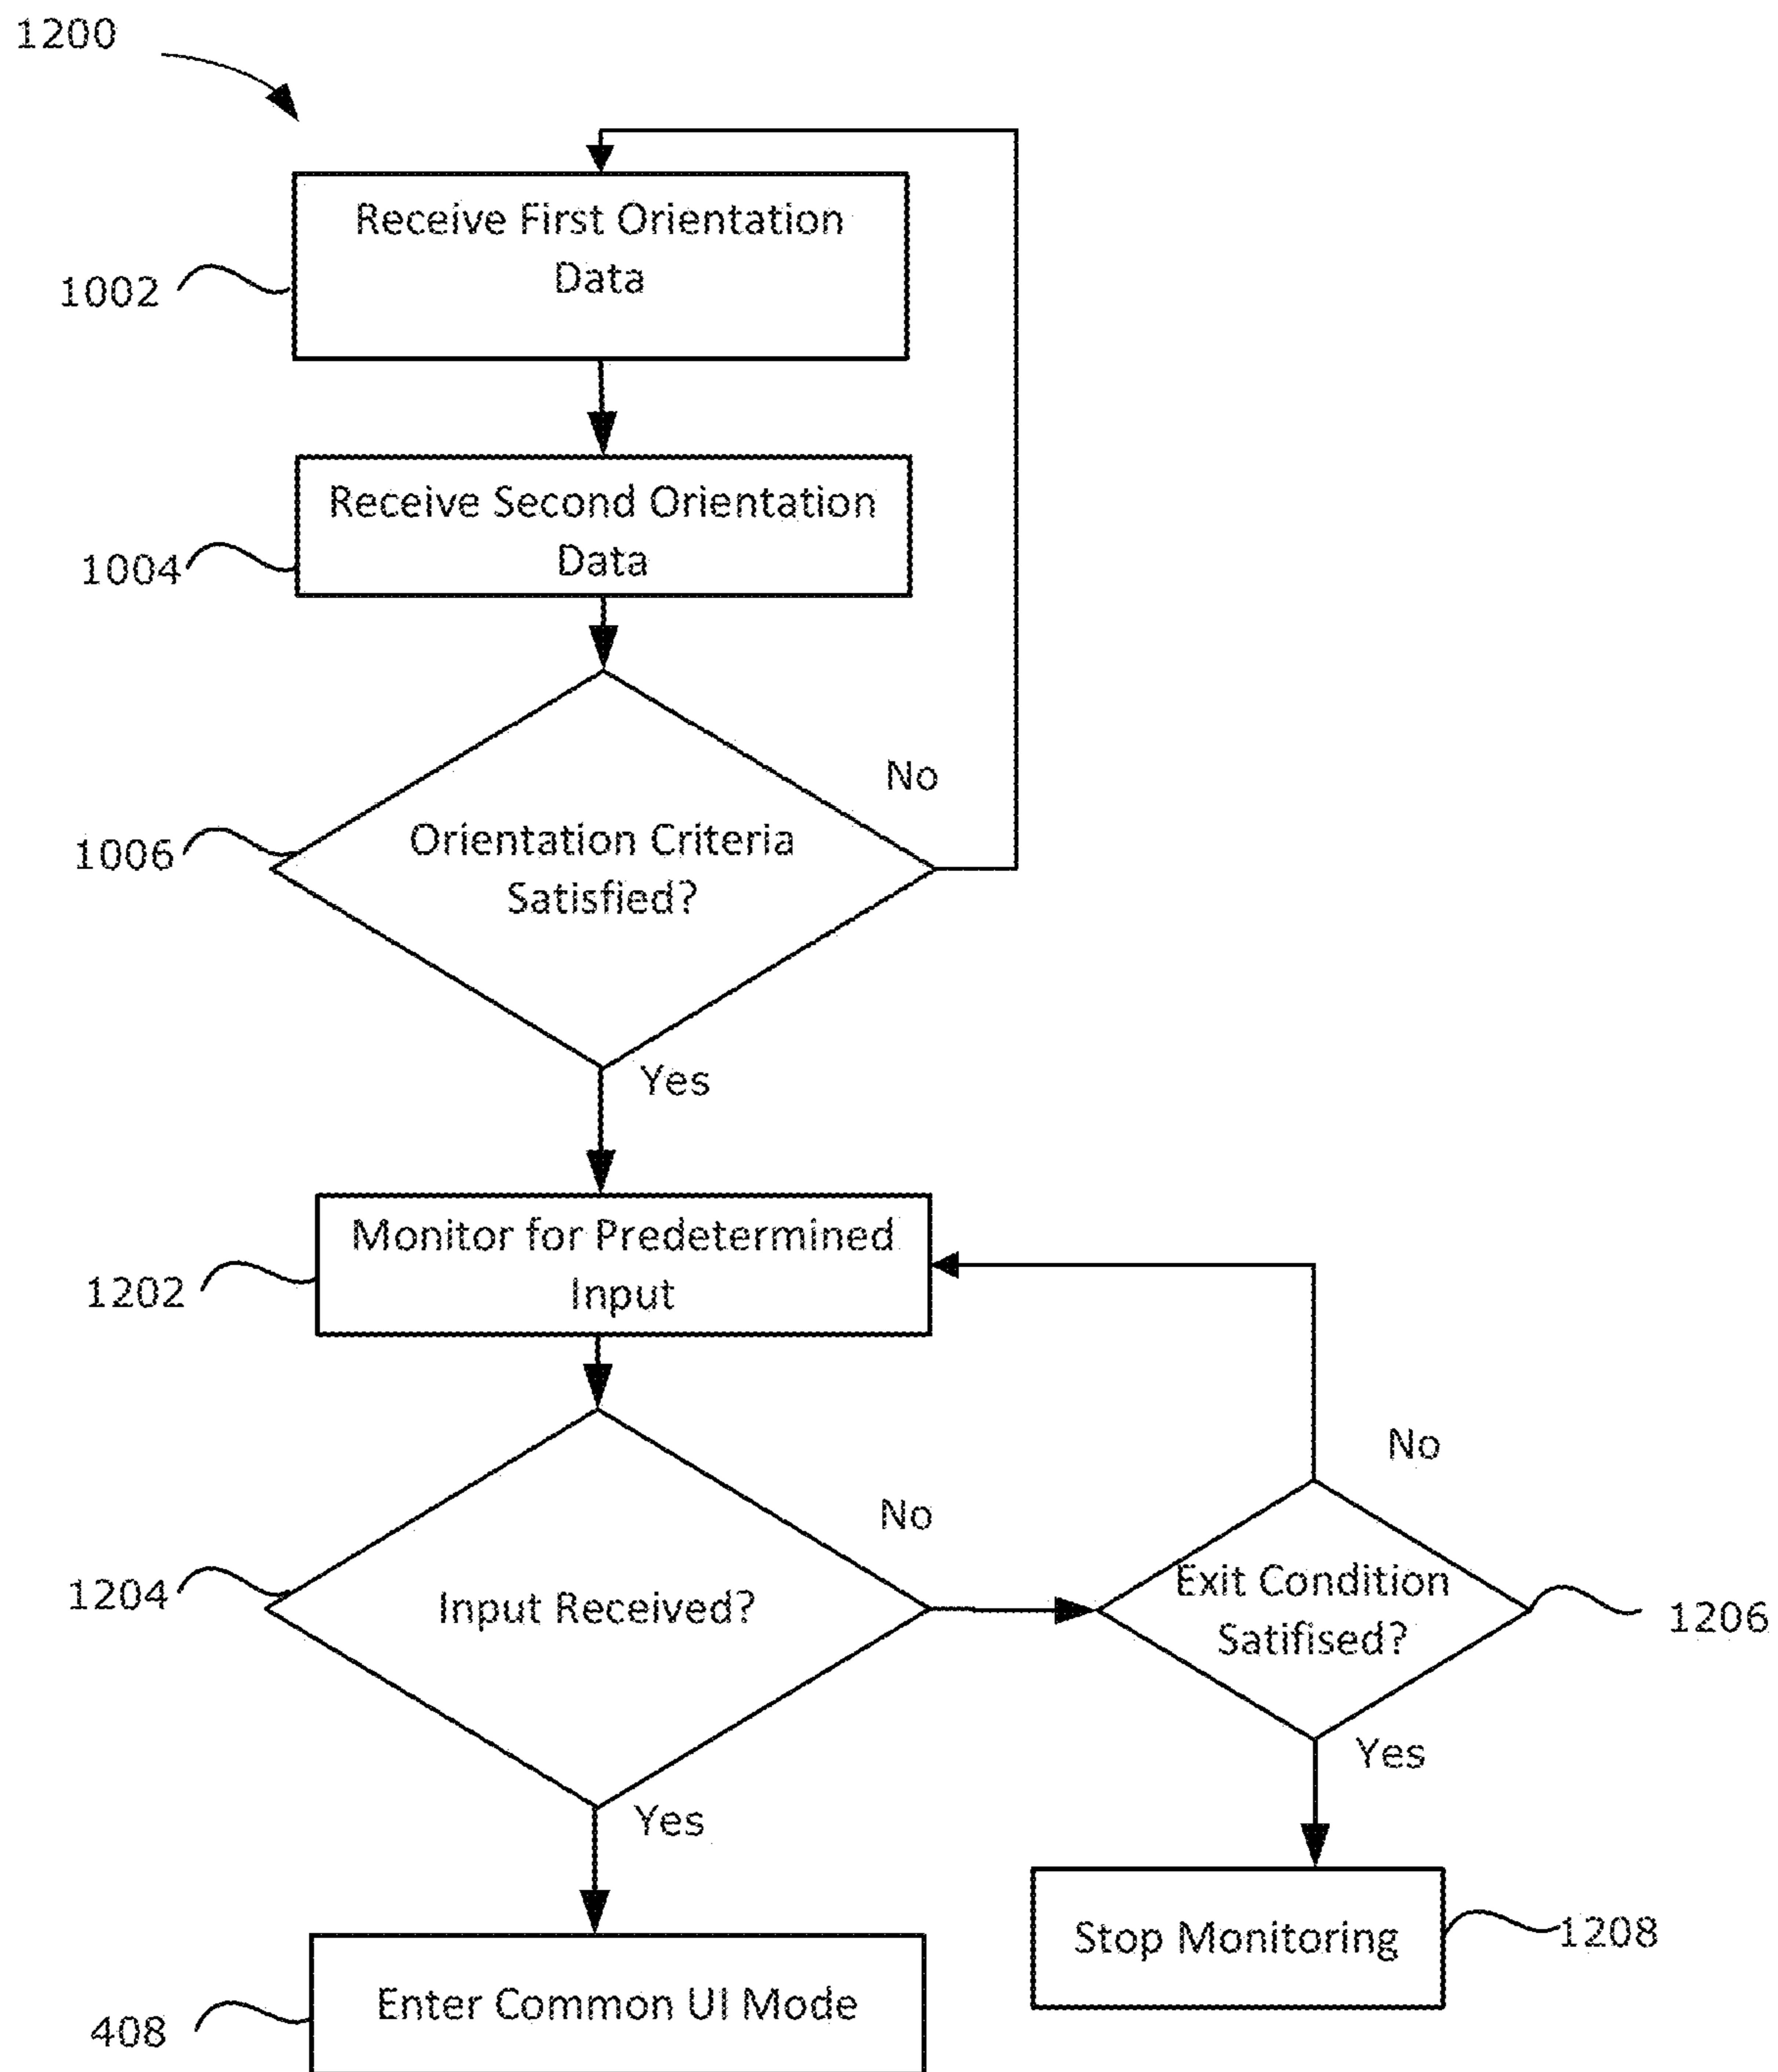 1200
Receive First Orientation
Data
1002
Receive Second Orientation
Data
1004
No
Orientation Criteria
Satisfied?
1006
Yes
Monitor for Predetermined
Input
1202
No
No
Input Received?
1204
Exit Condition
Satifised?
1206
Yes
Yes
Stop Monitoring
1208
Enter Common UI Mode
408